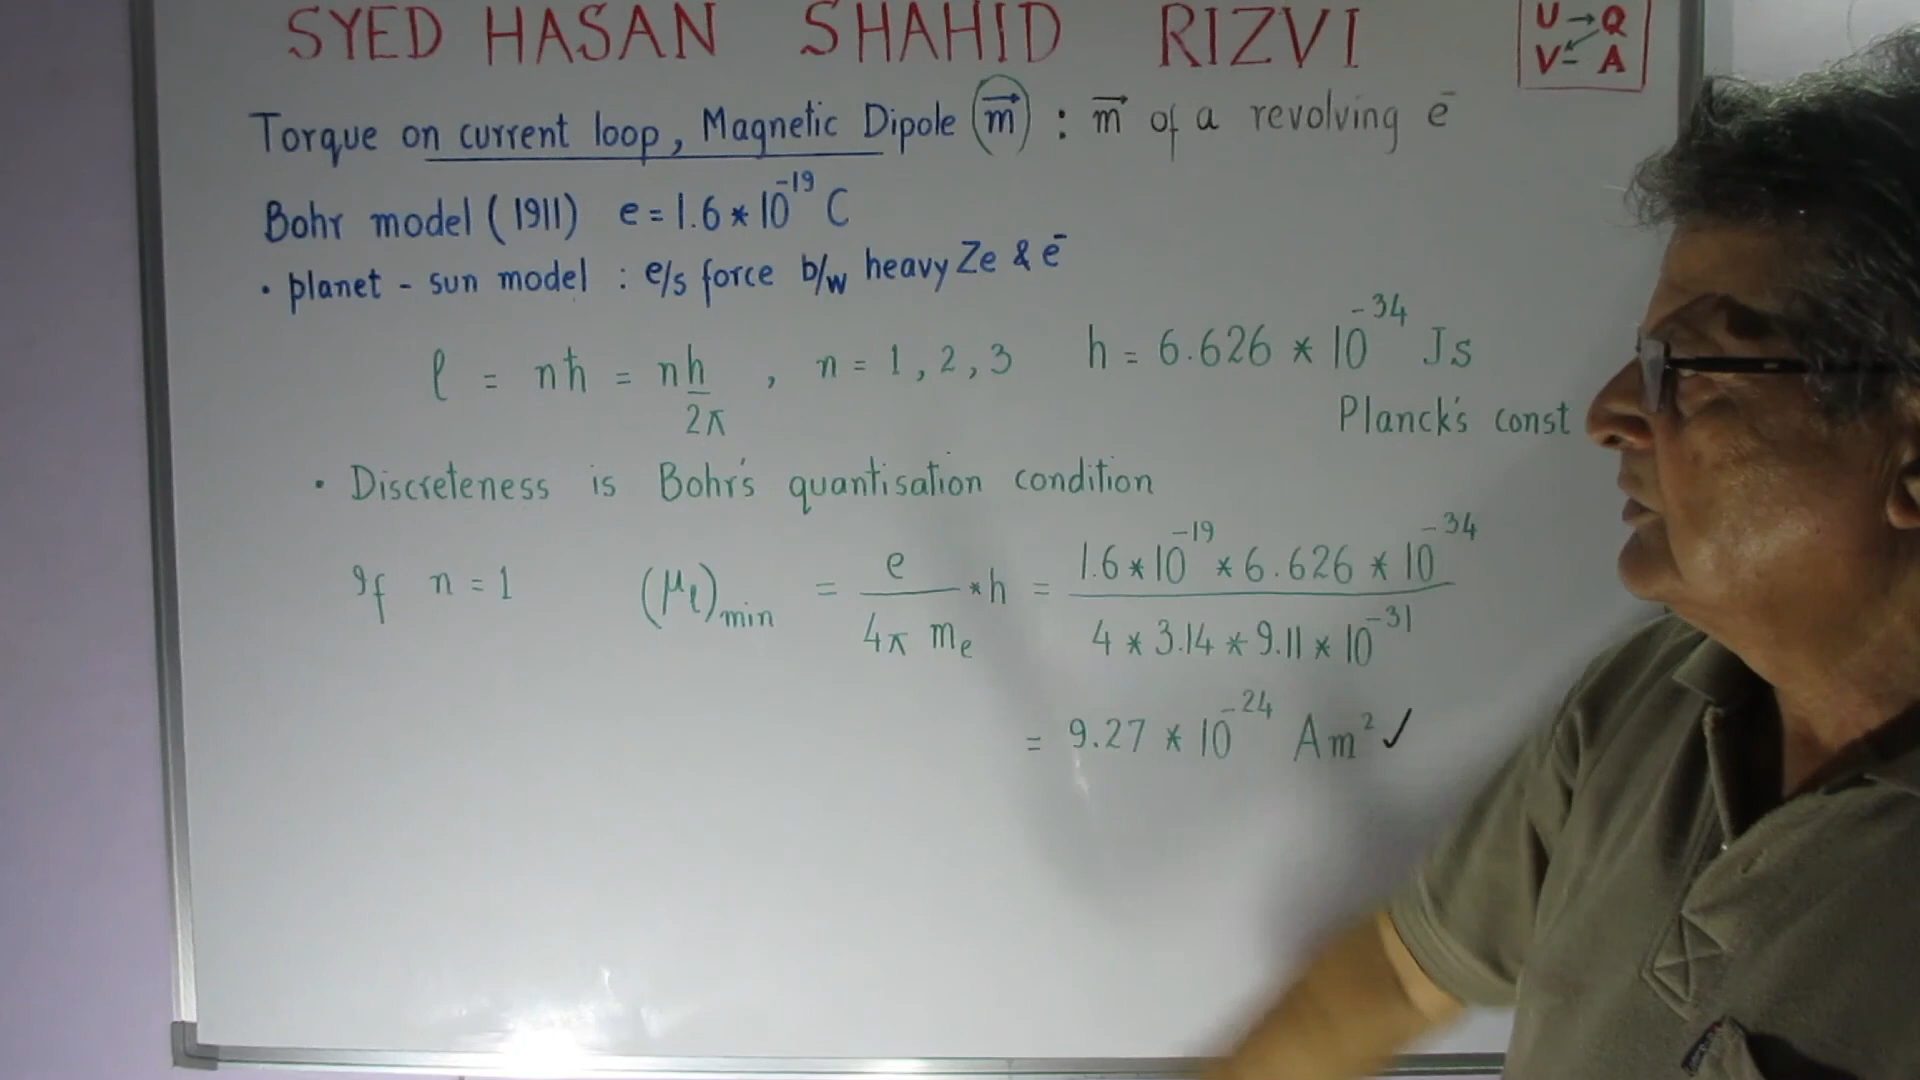 SYED HASAN SHAHID RIZVI
U → Q
V ← A
Torque on current loop, Magnetic Dipole (m⃗) : m⃗ of a revolving e⁻
Bohr model (1911) e = 1.6 * 10⁻¹⁹ C
• planet - sun model : e/s force b/w heavy Ze & e⁻
l = nħ = nh/2π , n = 1, 2, 3 h = 6.626 * 10⁻³⁴ Js
Planck's const
• Discreteness is Bohr's quantisation condition
If n = 1 (μₗ)min = e/4π mₑ * h = 1.6 * 10⁻¹⁹ * 6.626 * 10⁻³⁴ / 4 * 3.14 * 9.11 * 10⁻³¹
= 9.27 * 10⁻²⁴ Am² ✓